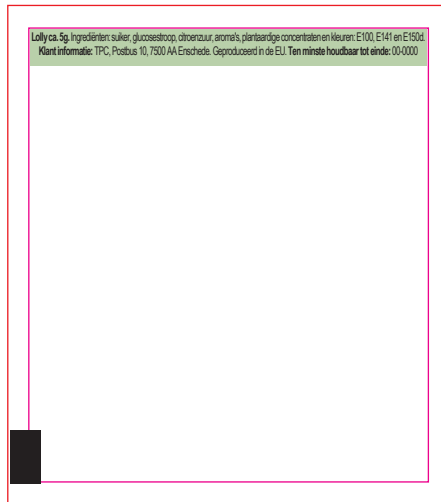 Lolly ca. 5g. Ingrediënten: suiker, glucosestroop, citroenzuur, aroma's, plantaardige concentraten en kleuren: E100, E141 en E150d.
Klant informatie: TPC, Postbus 10, 7500 AA Enschede. Geproduceerd in de EU. Ten minste houdbaar tot einde: 00-0000